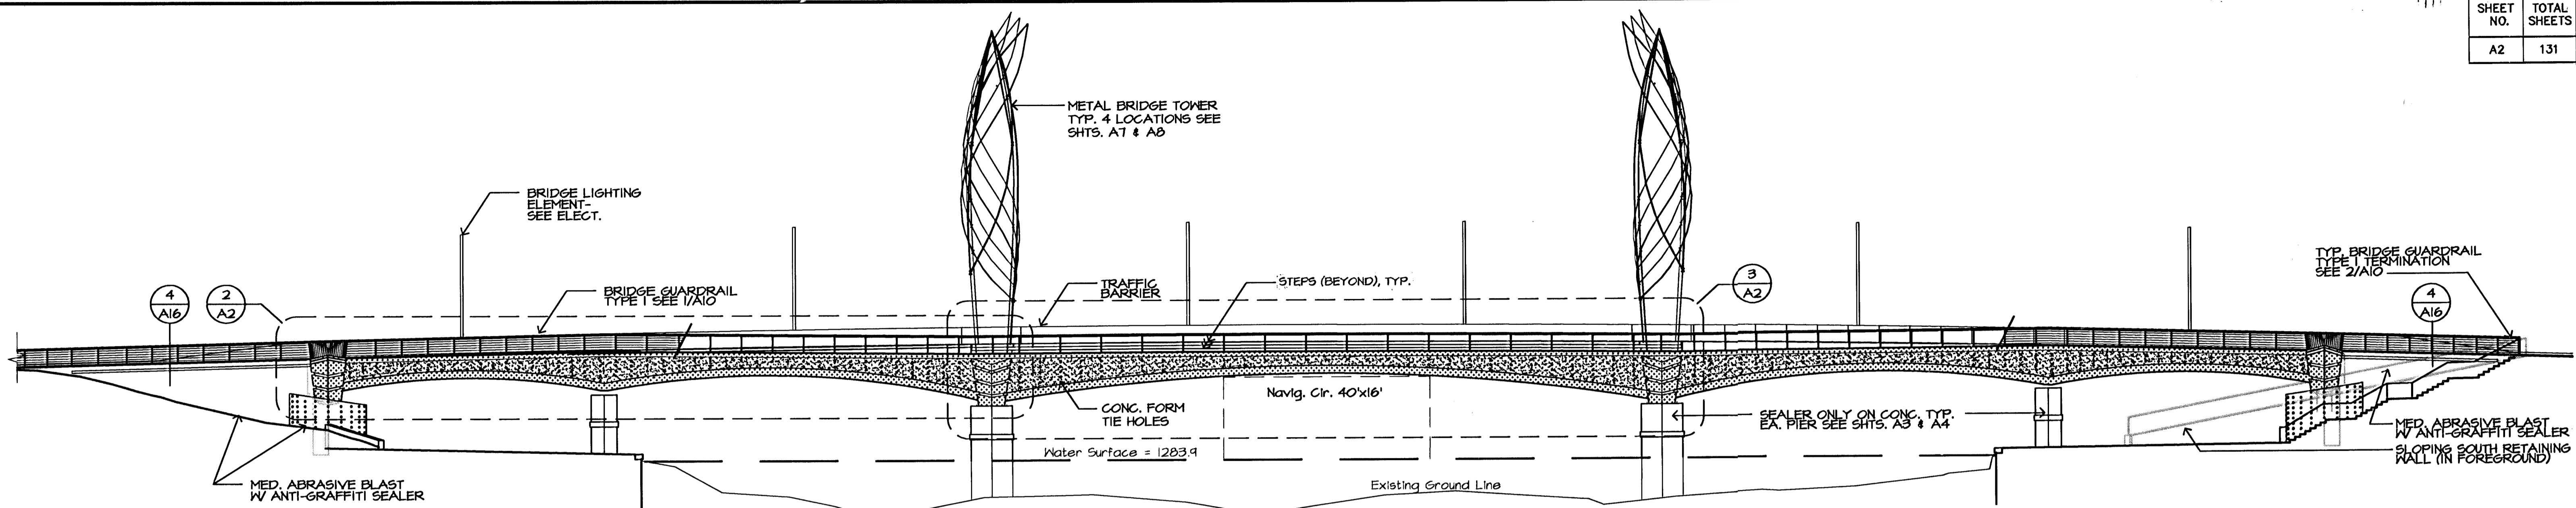 SHEET NO.
TOTAL SHEETS
A2
131
METAL BRIDGE TOWER
TYP. 4 LOCATIONS SEE
SHTS. A7 & A8
BRIDGE LIGHTING
ELEMENT-
SEE ELECT.
4
A16
2
A2
BRIDGE GUARDRAIL
TYPE 1 SEE 1/A10
TRAFFIC
BARRIER
STEPS (BEYOND), TYP.
3
A2
TYP. BRIDGE GUARDRAIL
TYPE 1 TERMINATION
SEE 2/A10
4
A16
Navig. Clr. 40'x16'
CONC. FORM
TIE HOLES
SEALER ONLY ON CONC. TYP.
EA. PIER SEE SHTS. A3 & A4
MED. ABRASIVE BLAST
W/ ANTI-GRAFFITI SEALER
SLOPING SOUTH RETAINING
WALL (IN FOREGROUND)
Water Surface = 1283.9
Existing Ground Line
MED. ABRASIVE BLAST
W/ ANTI-GRAFFITI SEALER